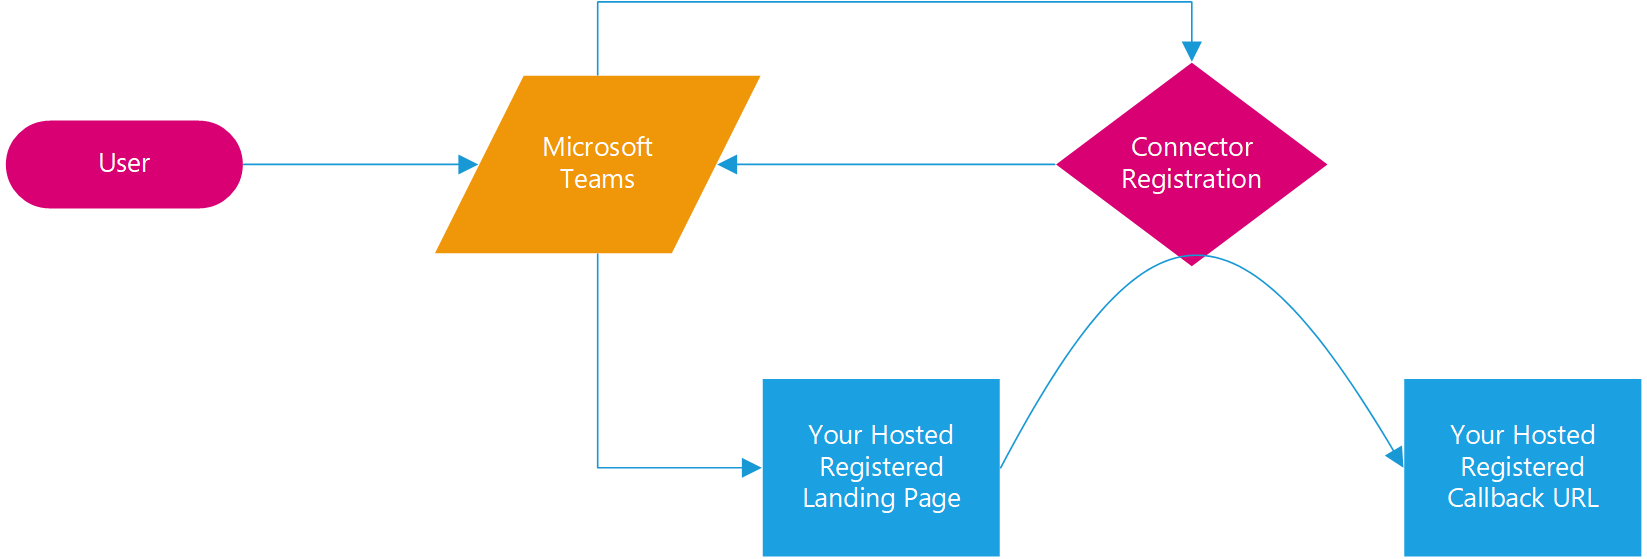 User
Microsoft
Teams
Connector
Registration
Your Hosted
Registered
Landing Page
Your Hosted
Registered
Callback URL